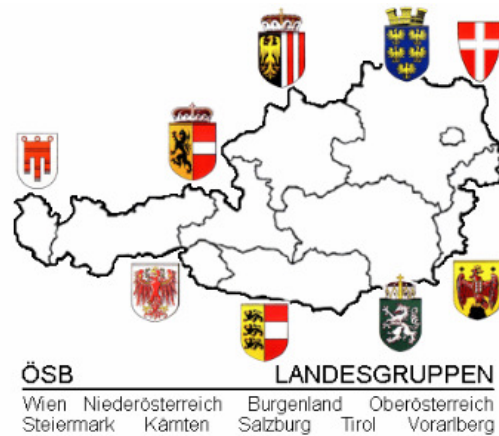 ÖSB LANDESGRUPPEN
Wien Niederösterreich Burgenland Oberösterreich
Steiermark Kärnten Salzburg Tirol Vorarlberg